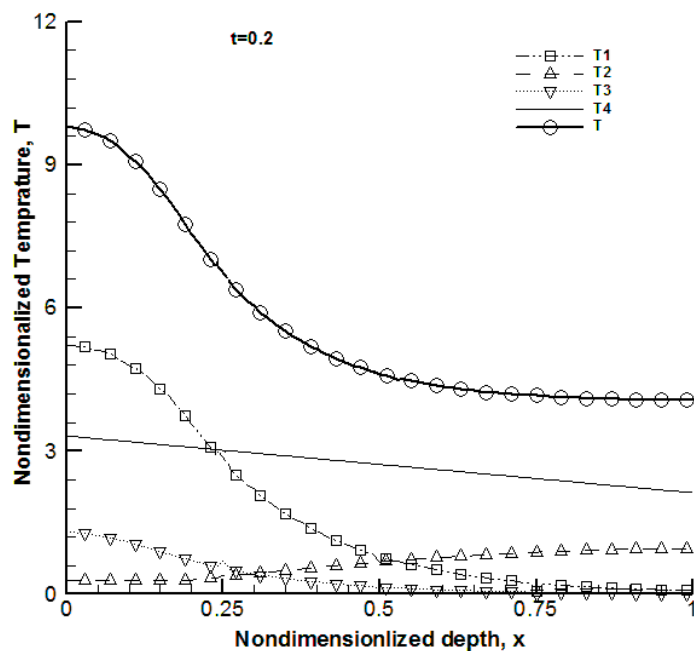 12
t=0.2
T1
T2
T3
T4
T
9
6
3
0
0
0.25
0.5
0.75
1
Nondimensionalized Temprature, T
Nondimensionlized depth, x